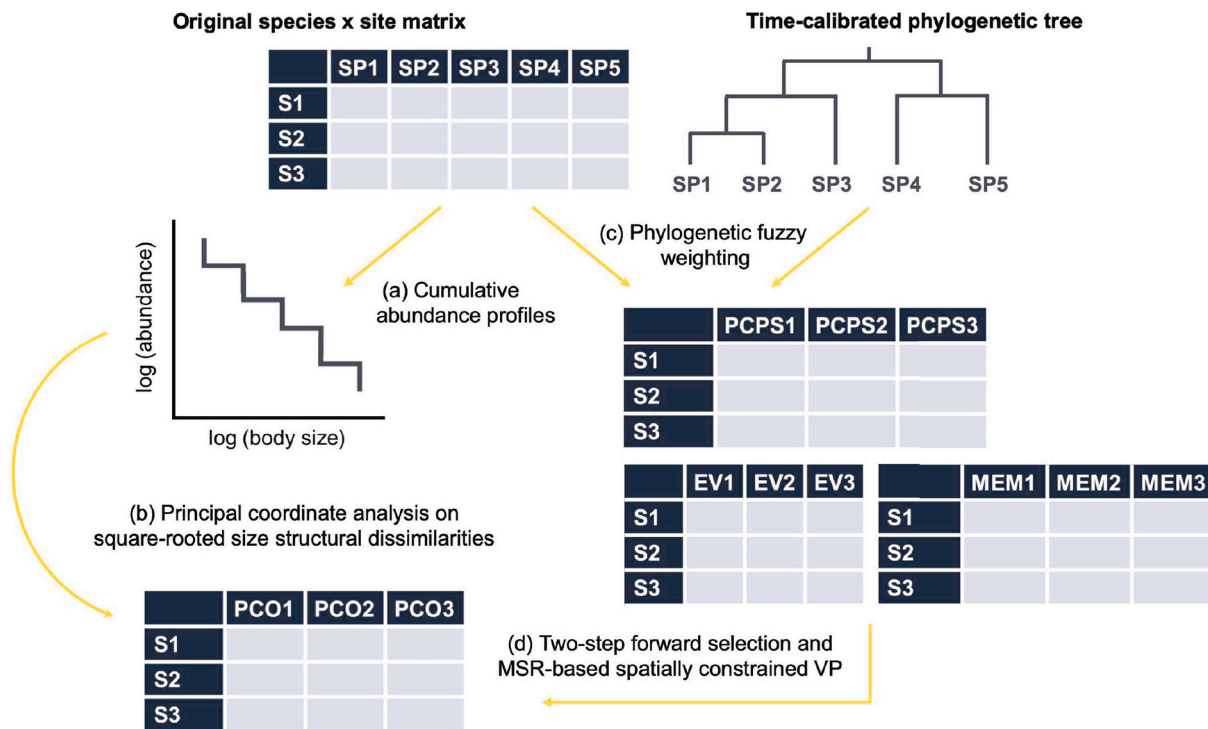 Original species x site matrix
Time-calibrated phylogenetic tree
SP1 SP2 SP3 SP4 SP5
S1
S2
S3
SP1 SP2 SP3 SP4 SP5
(c) Phylogenetic fuzzy
weighting
log (abundance)
log (body size)
(a) Cumulative
abundance profiles
PCPS1 PCPS2 PCPS3
S1
S2
S3
EV1 EV2 EV3
S1
S2
S3
MEM1 MEM2 MEM3
S1
S2
S3
(b) Principal coordinate analysis on
square-rooted size structural dissimilarities
PCO1 PCO2 PCO3
S1
S2
S3
(d) Two-step forward selection and
MSR-based spatially constrained VP